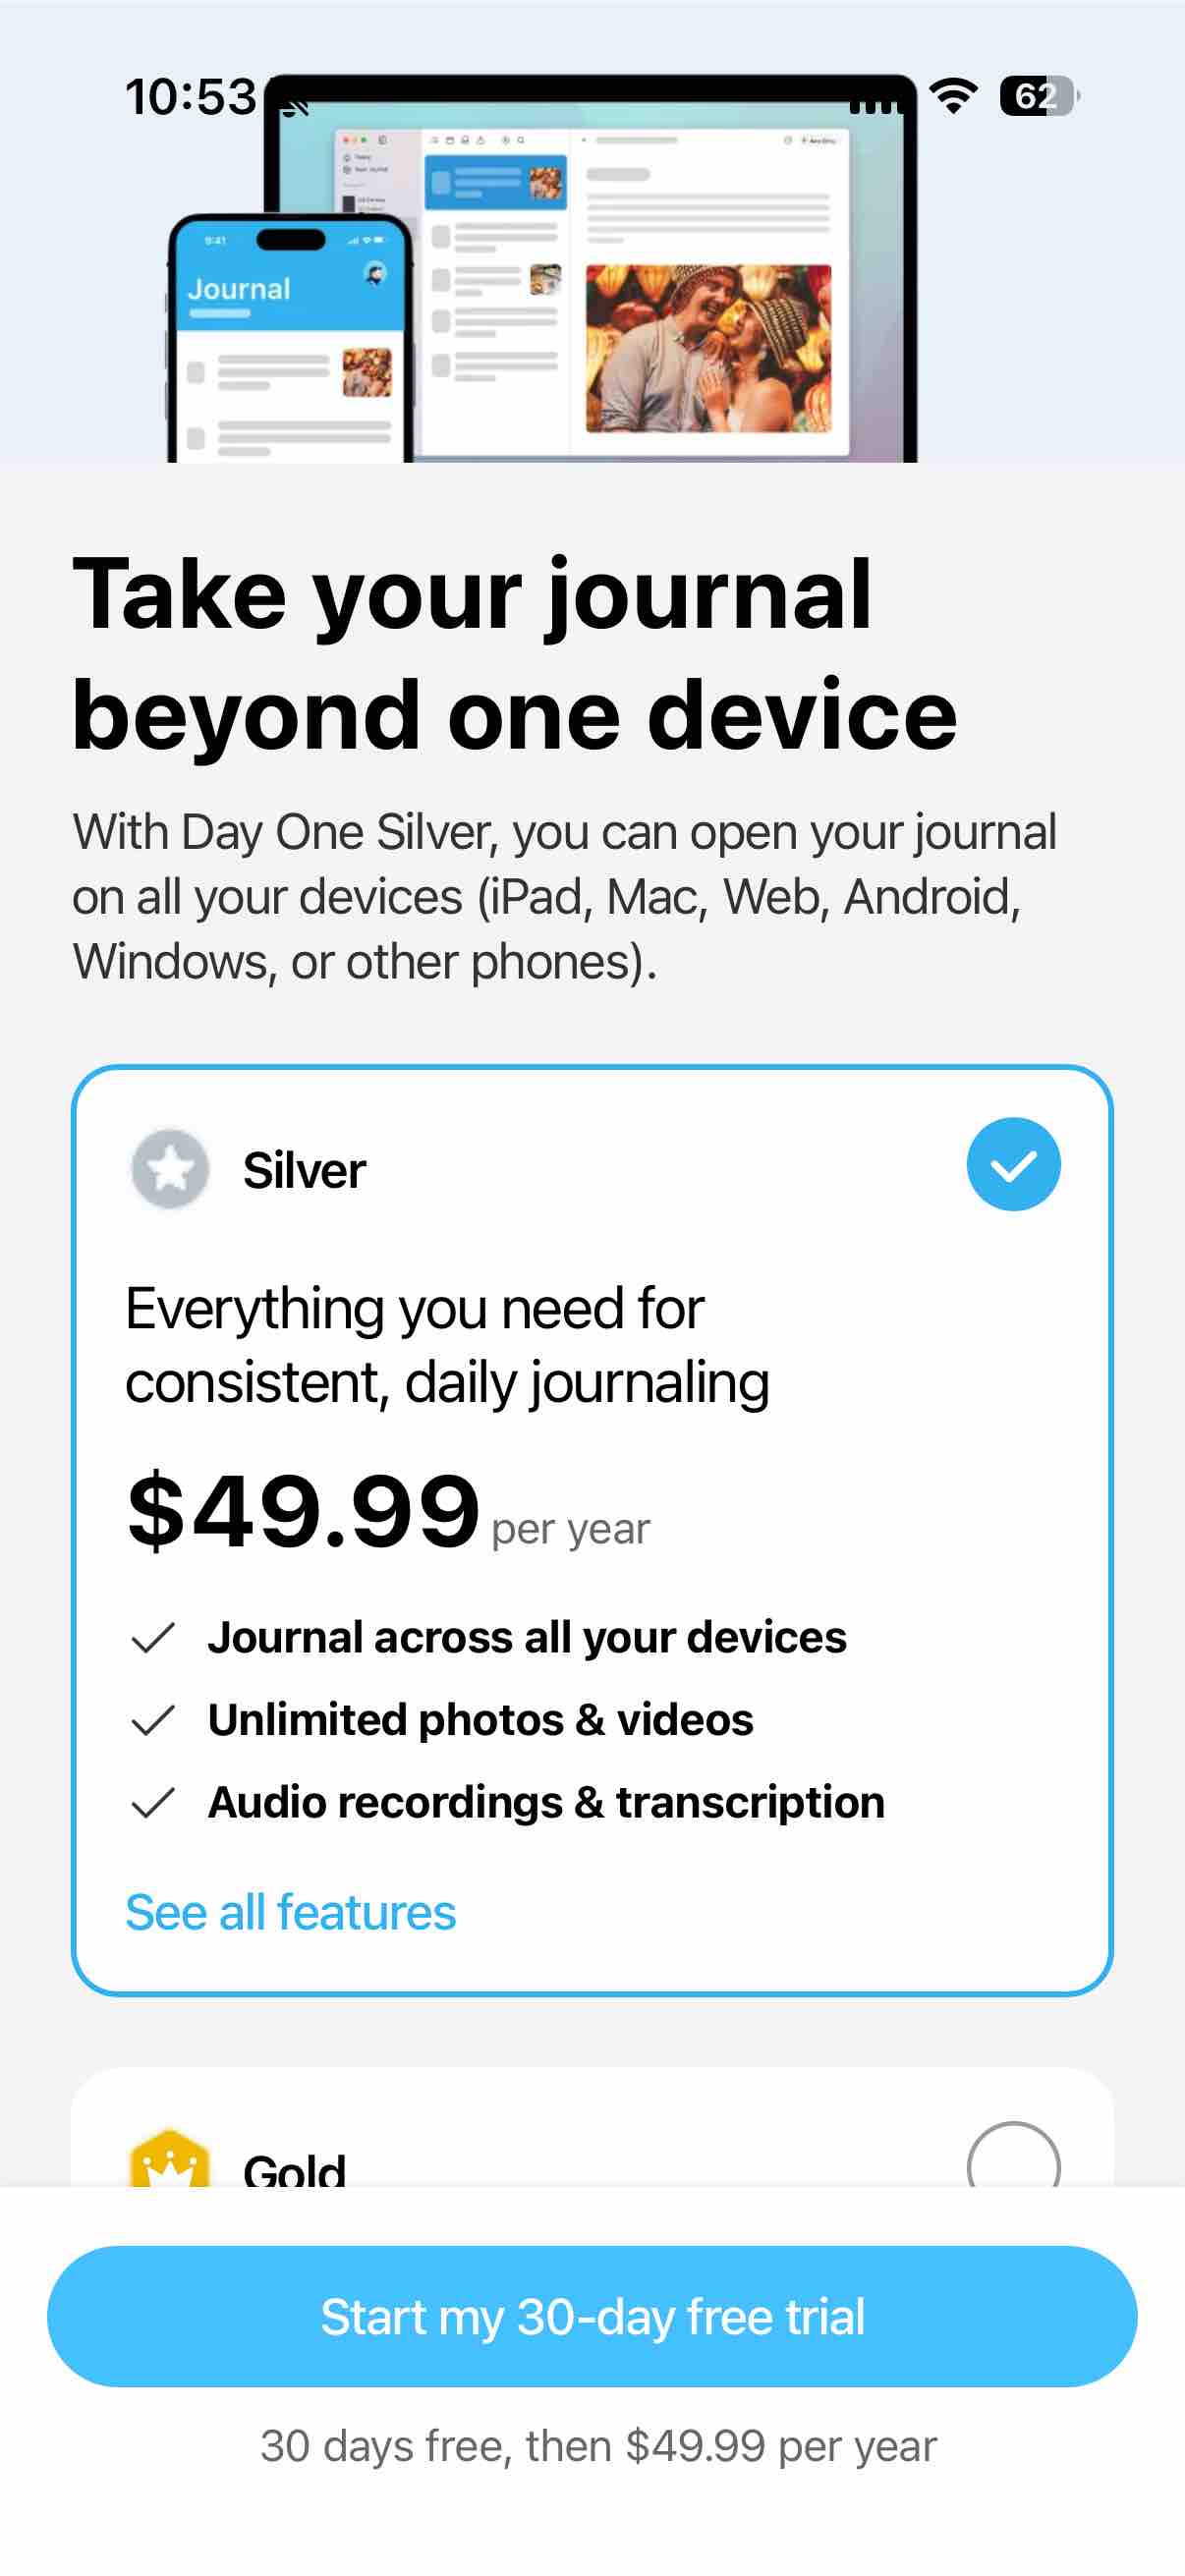 10:53
62
9:41
Journal
Take your journal
beyond one device
With Day One Silver, you can open your journal
on all your devices (iPad, Mac, Web, Android,
Windows, or other phones).
Silver
Everything you need for
consistent, daily journaling
$49.99 per year
Journal across all your devices
Unlimited photos & videos
Audio recordings & transcription
See all features
Gold
Start my 30-day free trial
30 days free, then $49.99 per year